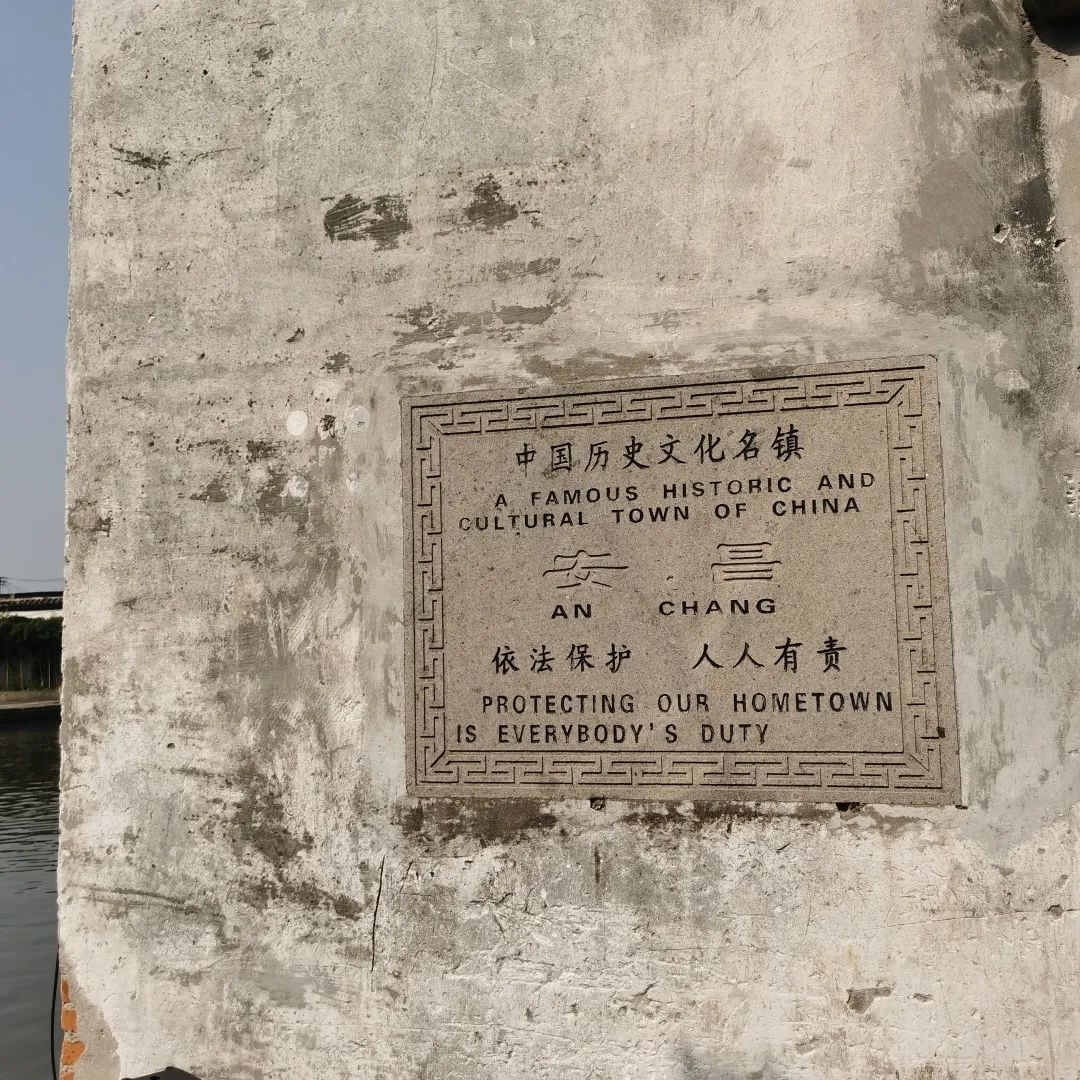 中国历史文化名镇
A FAMOUS HISTORIC AND
CULTURAL TOWN OF CHINA
安 昌
AN CHANG
依法保护 人人有责
PROTECTING OUR HOMETOWN
IS EVERYBODY'S DUTY